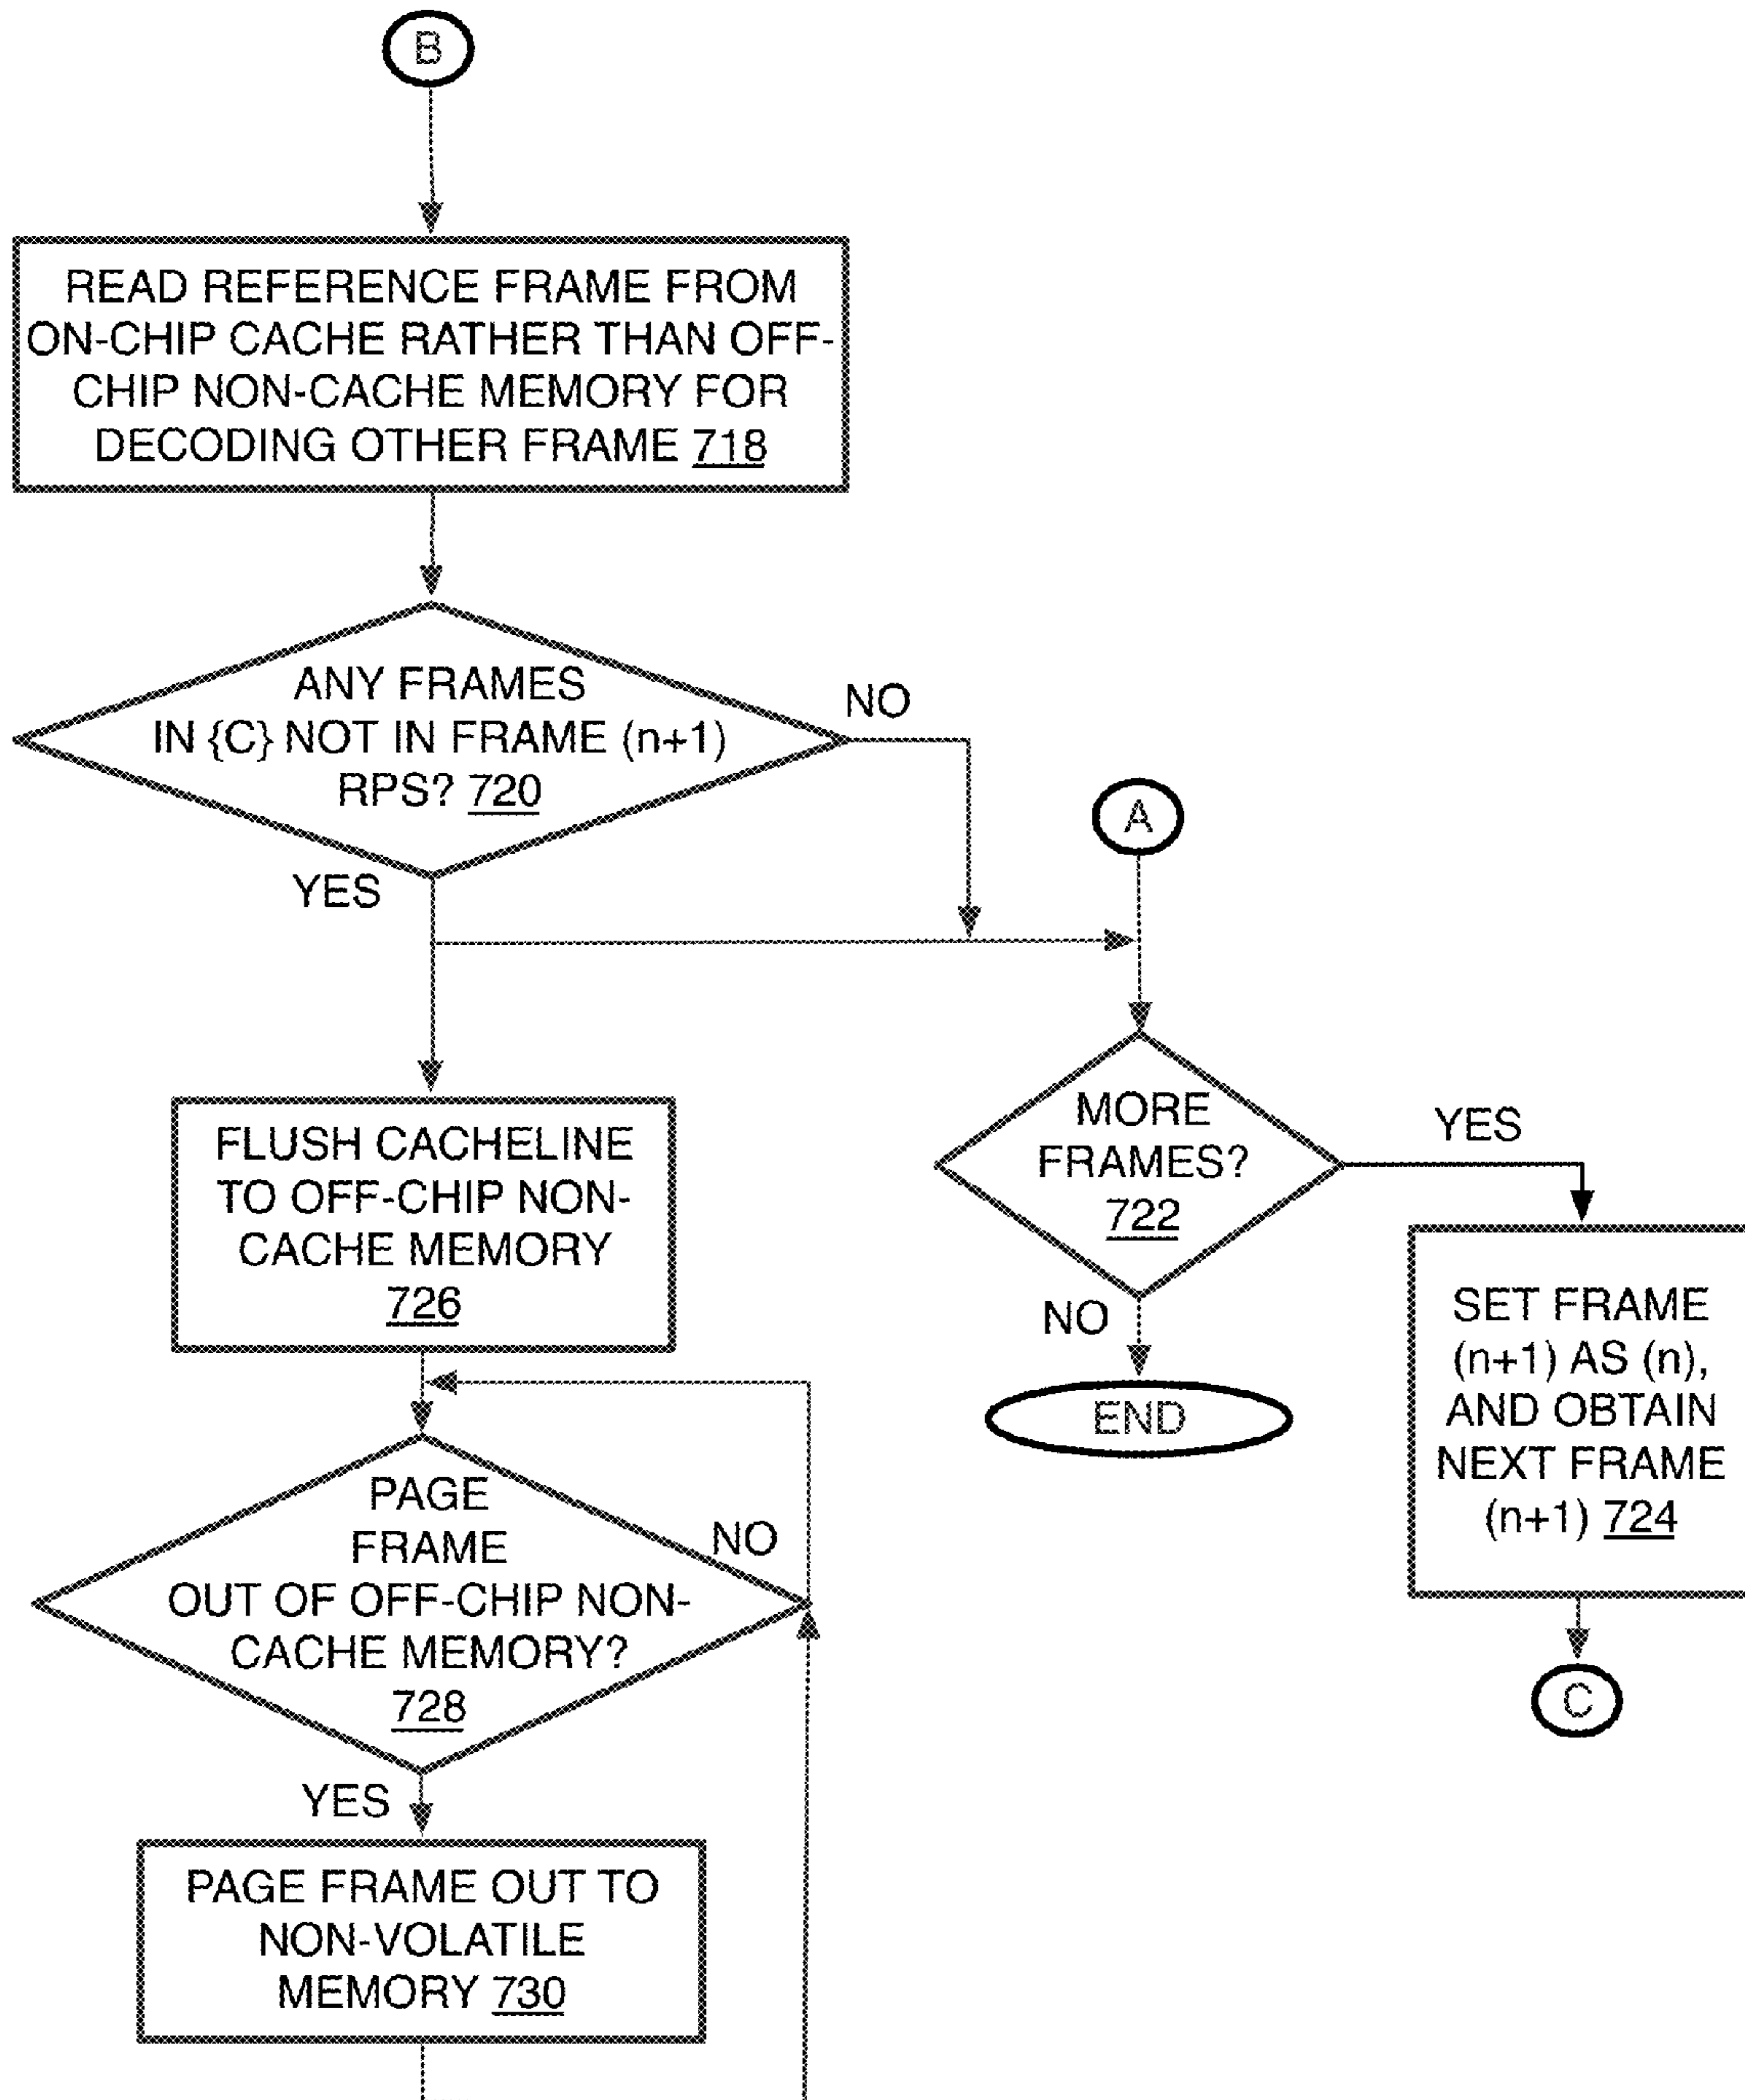 B
READ REFERENCE FRAME FROM
ON-CHIP CACHE RATHER THAN OFF-
CHIP NON-CACHE MEMORY FOR
DECODING OTHER FRAME 718
ANY FRAMES
IN {C} NOT IN FRAME (n+1)
RPS? 720
NO
YES
A
MORE
FRAMES?
722
YES
NO
END
SET FRAME
(n+1) AS (n),
AND OBTAIN
NEXT FRAME
(n+1) 724
C
FLUSH CACHELINE
TO OFF-CHIP NON-
CACHE MEMORY
726
PAGE
FRAME
OUT OF OFF-CHIP NON-
CACHE MEMORY?
728
NO
YES
PAGE FRAME OUT TO
NON-VOLATILE
MEMORY 730